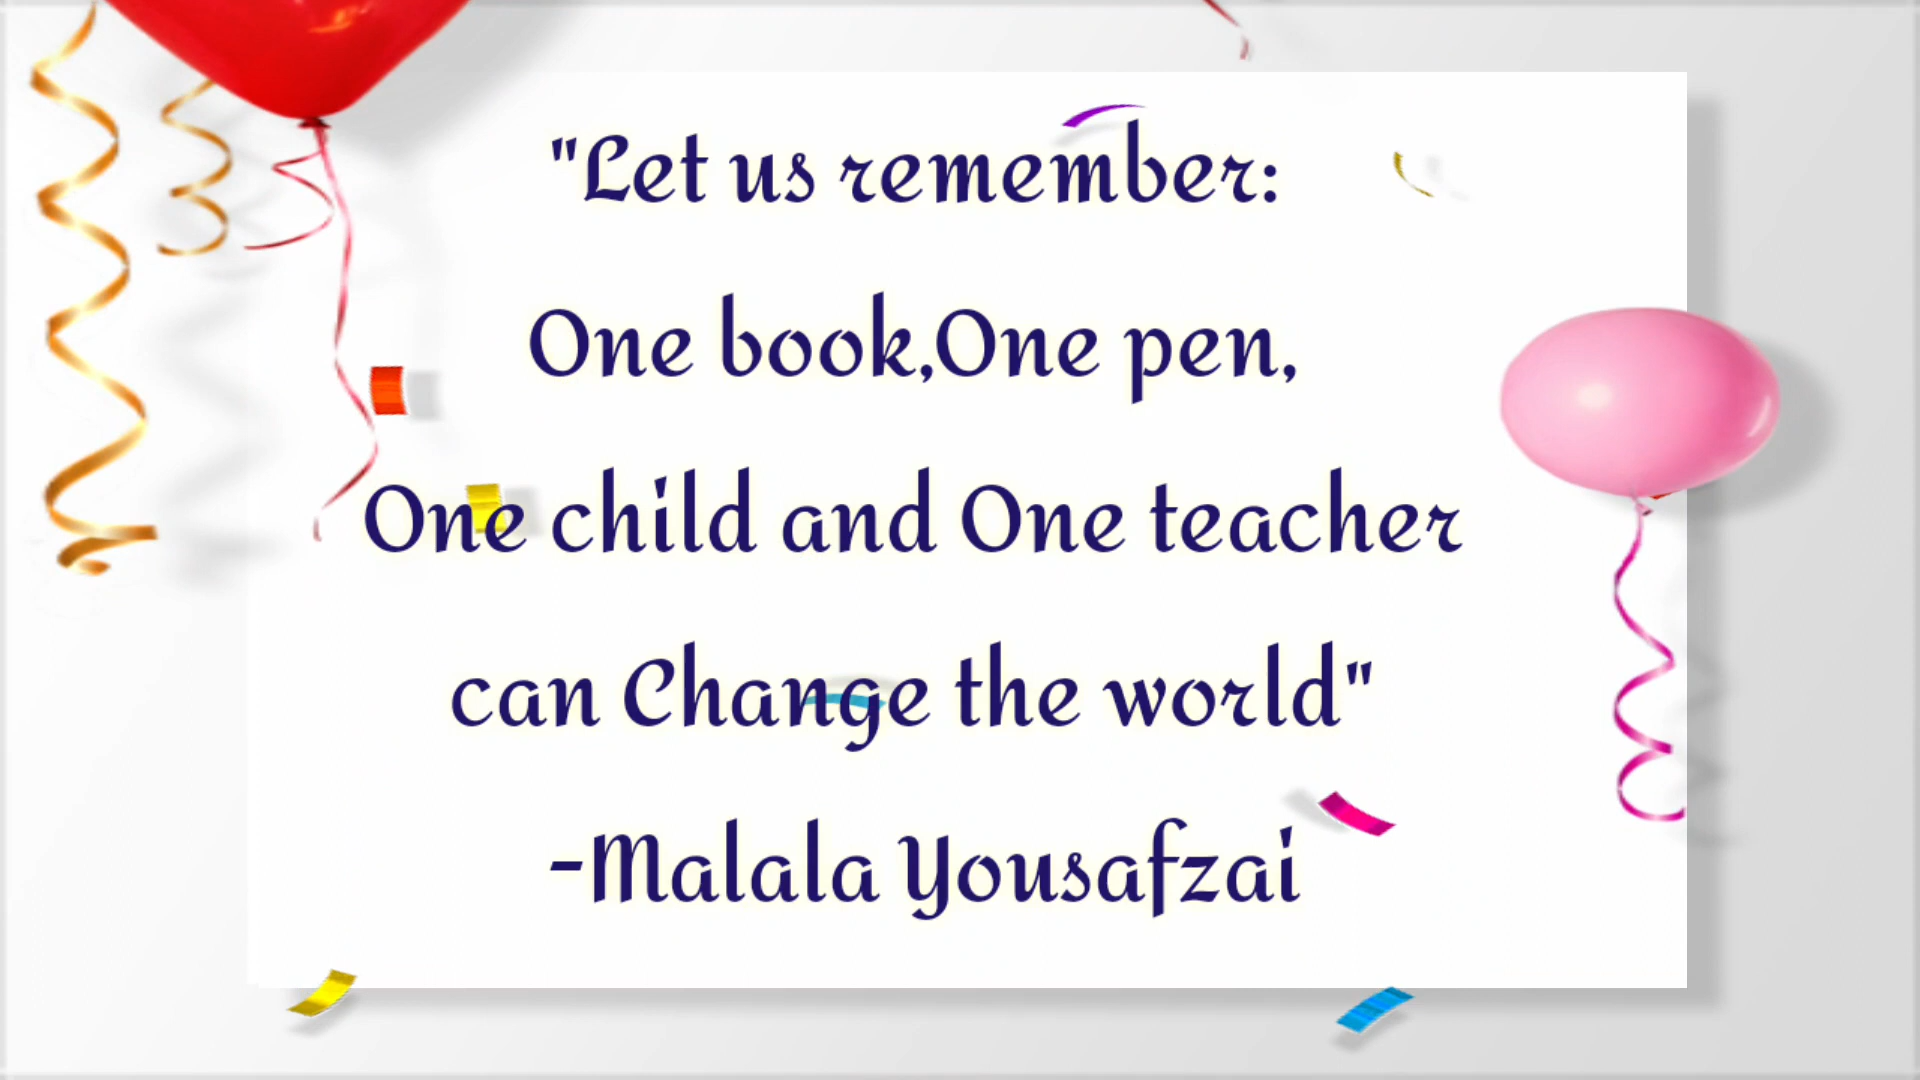 "Let us remember:
One book,One pen,
One child and One teacher
can Change the world"
-Malala Yousafzai